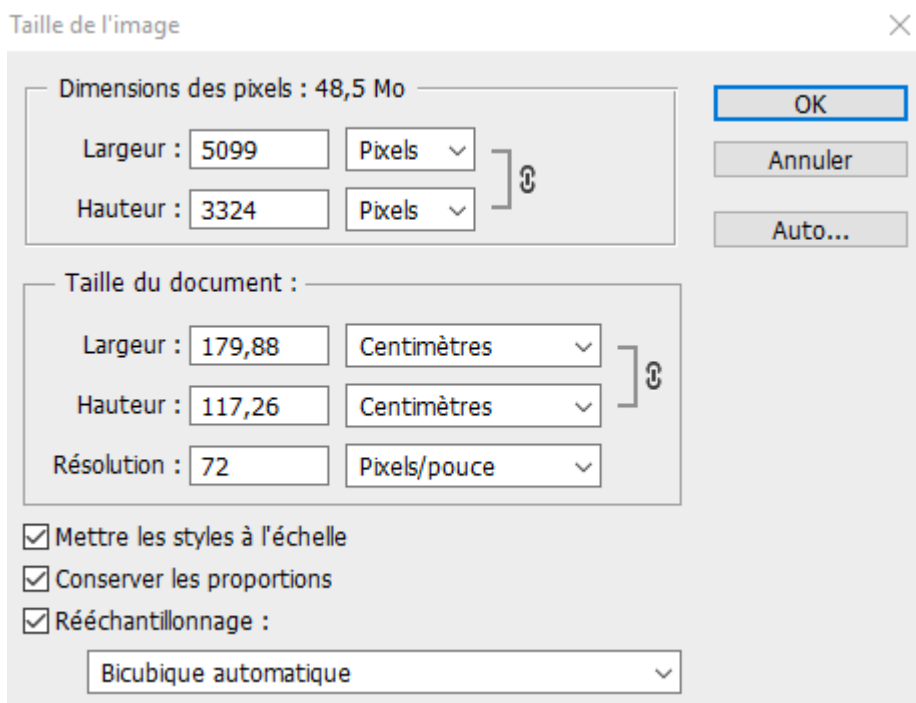 Taille de l'image
Dimensions des pixels : 48,5 Mo
OK
Largeur : 5099 Pixels
Annuler
Hauteur : 3324 Pixels
Auto...
Taille du document :
Largeur : 179,88 Centimètres
Hauteur : 117,26 Centimètres
Résolution : 72 Pixels/pouce
Mettre les styles à l'échelle
Conserver les proportions
Rééchantillonnage :
Bicubique automatique